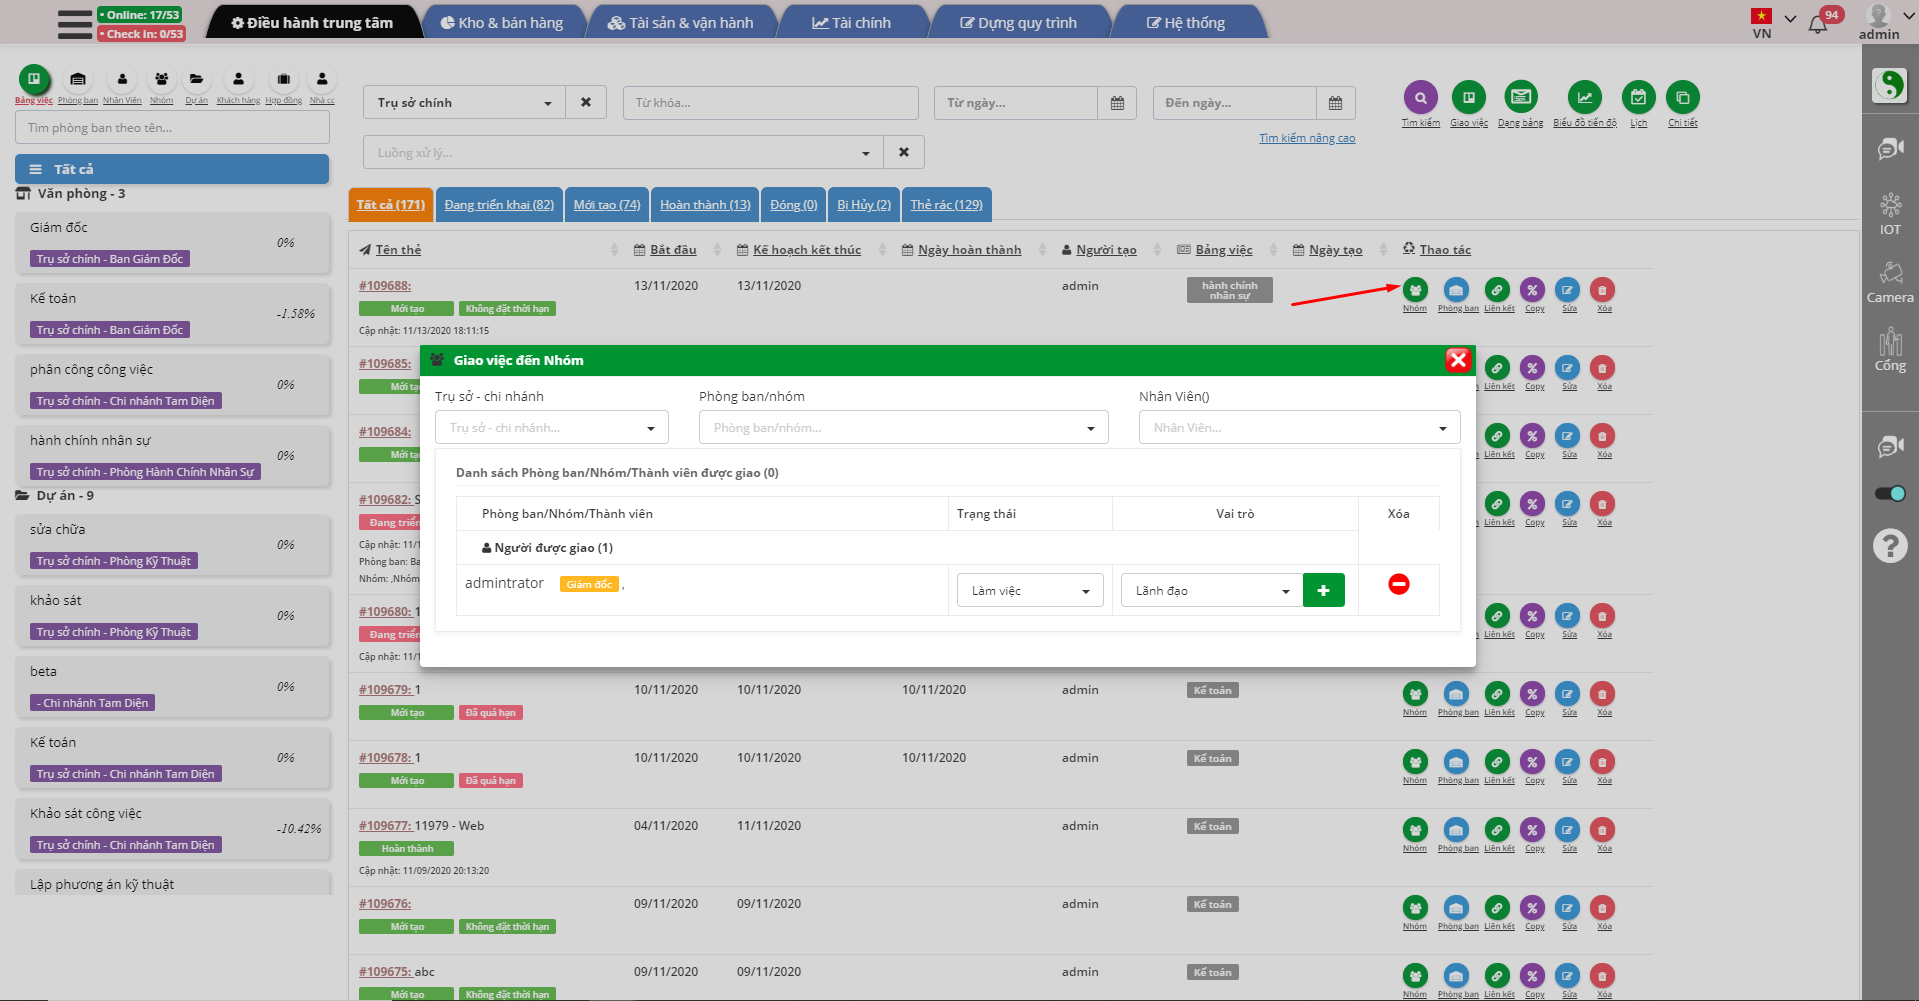 • Online: 17/53
• Check in: 0/53
Điều hành trung tâm
Kho & bán hàng
Tài sản & vận hành
Tài chính
Dựng quy trình
Hệ thống
VN
94
admin
Bảng việc
Phòng ban
Nhân Viên
Nhóm
Dự án
Khách hàng
Hợp đồng
Nhà cc
Tìm phòng ban theo tên...
Tất cả
Văn phòng - 3
Giám đốc
0%
Trụ sở chính - Ban Giám Đốc
Kế toán
-1.58%
Trụ sở chính - Ban Giám Đốc
phân công công việc
0%
Trụ sở chính - Chi nhánh Tam Diện
hành chính nhân sự
0%
Trụ sở chính - Phòng Hành Chính Nhân Sự
Dự án - 9
sửa chữa
0%
Trụ sở chính - Phòng Kỹ Thuật
khảo sát
0%
Trụ sở chính - Phòng Kỹ Thuật
beta
0%
- Chi nhánh Tam Diện
Kế toán
0%
Trụ sở chính - Chi nhánh Tam Diện
Khảo sát công việc
-10.42%
Trụ sở chính - Chi nhánh Tam Diện
Lập phương án kỹ thuật
Trụ sở chính
Từ khóa...
Từ ngày...
Đến ngày...
Luồng xử lý...
Tìm kiếm nâng cao
Tìm kiếm
Giao việc
Dạng bảng
Biểu đồ tiến độ
Lịch
Chi tiết
Tất cả (171)
Đang triển khai (82)
Mới tạo (74)
Hoàn thành (13)
Đóng (0)
Bị Hủy (2)
Thẻ rác (129)
Tên thẻ
Bắt đầu
Kế hoạch kết thúc
Ngày hoàn thành
Người tạo
Bảng việc
Ngày tạo
Thao tác
#109688:
13/11/2020
13/11/2020
admin
hành chính
nhân sự
Mới tạo
Không đặt thời hạn
Cập nhật: 11/13/2020 18:11:15
Nhóm
Phòng ban
Liên kết
Copy
Sửa
Xóa
#109685:
Mới tạ
Liên kết
Copy
Sửa
Xóa
#109684:
Mới tạ
Liên kết
Copy
Sửa
Xóa
#109682: S
Đang triển
Cập nhật: 11/1
Phòng ban: Ba
Nhóm: ,Nhóm
Liên kết
Copy
Sửa
Xóa
#109680: 1
Đang triển
Cập nhật: 11/1
Liên kết
Copy
Sửa
Xóa
Giao việc đến Nhóm
Trụ sở - chi nhánh
Phòng ban/nhóm
Nhân Viên()
Trụ sở - chi nhánh...
Phòng ban/nhóm...
Nhân Viên...
Danh sách Phòng ban/Nhóm/Thành viên được giao (0)
Phòng ban/Nhóm/Thành viên
Trạng thái
Vai trò
Xóa
Người được giao (1)
admintrator
Giám đốc
,
Làm việc
Lãnh đạo
#109679: 1
10/11/2020
10/11/2020
10/11/2020
admin
Kế toán
Mới tạo
Đã quá hạn
Nhóm
Phòng ban
Liên kết
Copy
Sửa
Xóa
#109678: 1
10/11/2020
10/11/2020
10/11/2020
admin
Kế toán
Mới tạo
Đã quá hạn
Nhóm
Phòng ban
Liên kết
Copy
Sửa
Xóa
#109677: 11979 - Web
04/11/2020
11/11/2020
admin
Kế toán
Hoàn thành
Cập nhật: 11/09/2020 20:13:20
Nhóm
Phòng ban
Liên kết
Copy
Sửa
Xóa
#109676:
09/11/2020
09/11/2020
admin
Kế toán
Mới tạo
Không đặt thời hạn
Nhóm
Phòng ban
Liên kết
Copy
Sửa
Xóa
#109675: abc
09/11/2020
09/11/2020
admin
Kế toán
Mới tạo
Không đặt thời hạn
Nhóm
Phòng ban
Liên kết
Copy
Sửa
Xóa
IOT
Camera
Cổng